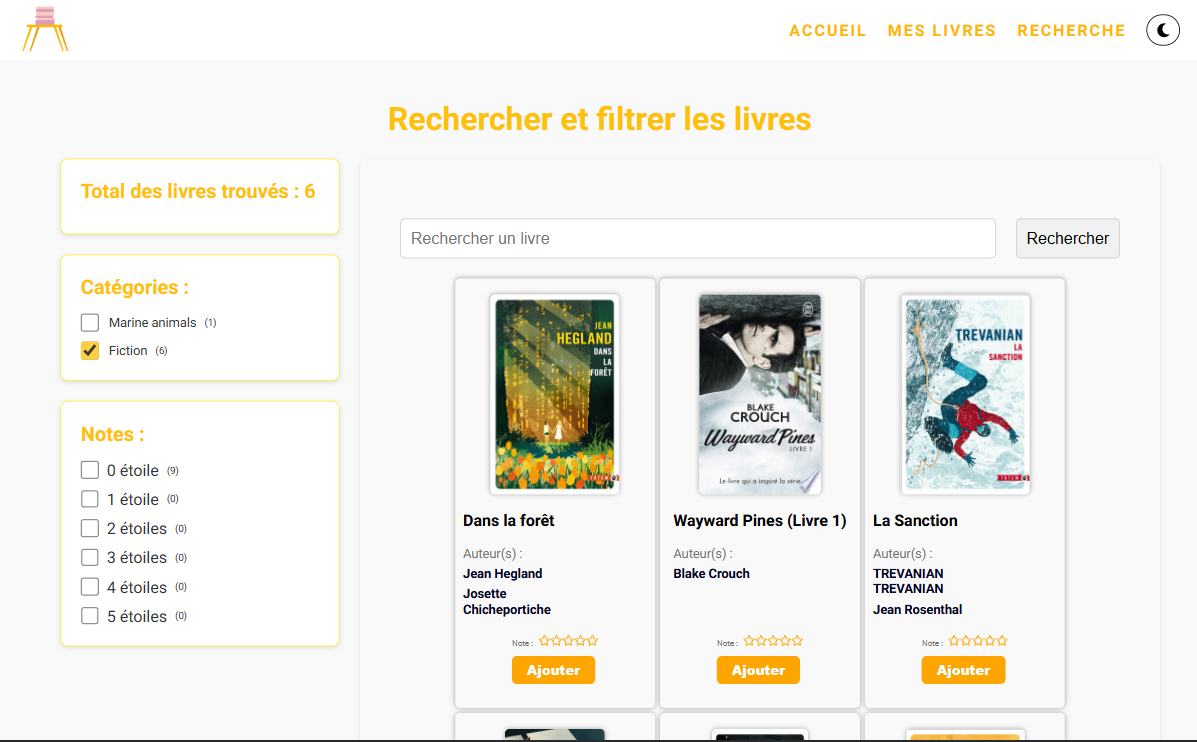 ACCUEIL MES LIVRES RECHERCHE
Rechercher et filtrer les livres
Total des livres trouvés : 6
Catégories :
Marine animals (1)
Fiction (6)
Notes :
0 étoile (9)
1 étoile (0)
2 étoiles (0)
3 étoiles (0)
4 étoiles (0)
5 étoiles (0)
Rechercher un livre
Rechercher
JEAN
HEGLAND
DANS
LA
FORÊT
TOTEM
Dans la forêt
Auteur(s) :
Jean Hegland
Josette
Chicheportiche
Note :
Ajouter
BLAKE
CROUCH
Wayward Pines
LIVRE 1
Le livre qui a inspiré la série
Wayward Pines (Livre 1)
Auteur(s) :
Blake Crouch
Note :
Ajouter
TREVANIAN
LA
SANCTION
TOTEM
La Sanction
Auteur(s) :
TREVANIAN
TREVANIAN
Jean Rosenthal
Note :
Ajouter